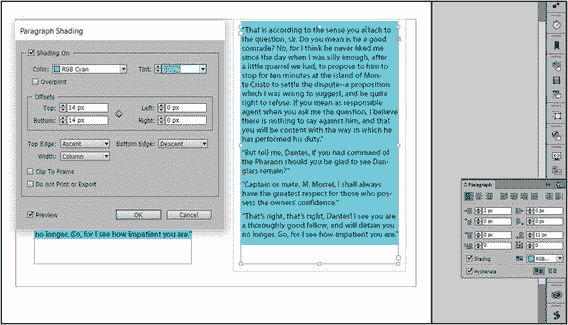 Paragraph Shading
Shading On
Color: RGB Cyan Tint:
Overprint
Offsets
Top: 14 px Left: 0 px
Bottom: 14 px Right: 0 px
Top Edge: Ascent Bottom Edge: Descent
Width: Column
Clip To Frame
Do not Print or Export
Preview OK Cancel
no longer. Go, for I see how impatient you are."
"That is according to the sense you attach to
the question, sir. Do you mean is he a good
comrade? No, for I think he never liked me
since the day when I was silly enough, after
a little quarrel we had, to propose to him to
stop for ten minutes at the island of Mon-
te Cristo to settle the dispute--a proposition
which I was wrong to suggest, and he quite
right to refuse. If you mean as responsible
agent when you ask me the question, I believe
there is nothing to say against him, and that
you will be content with the way in which he
has performed his duty."
"But tell me, Dantes, if you had command of
the Pharaon should you be glad to see Dan-
glars remain?"
"Captain or mate, M. Morrel, I shall always
have the greatest respect for those who pos-
sess the owners' confidence."
"That's right, that's right, Dantes! I see you are
a thoroughly good fellow, and will detain you
no longer. Go, for I see how impatient you are."
Paragraph
2 px 0 px
0 px 0 px
0 px 11 px
0 0
Shading RGB...
Hyphenate